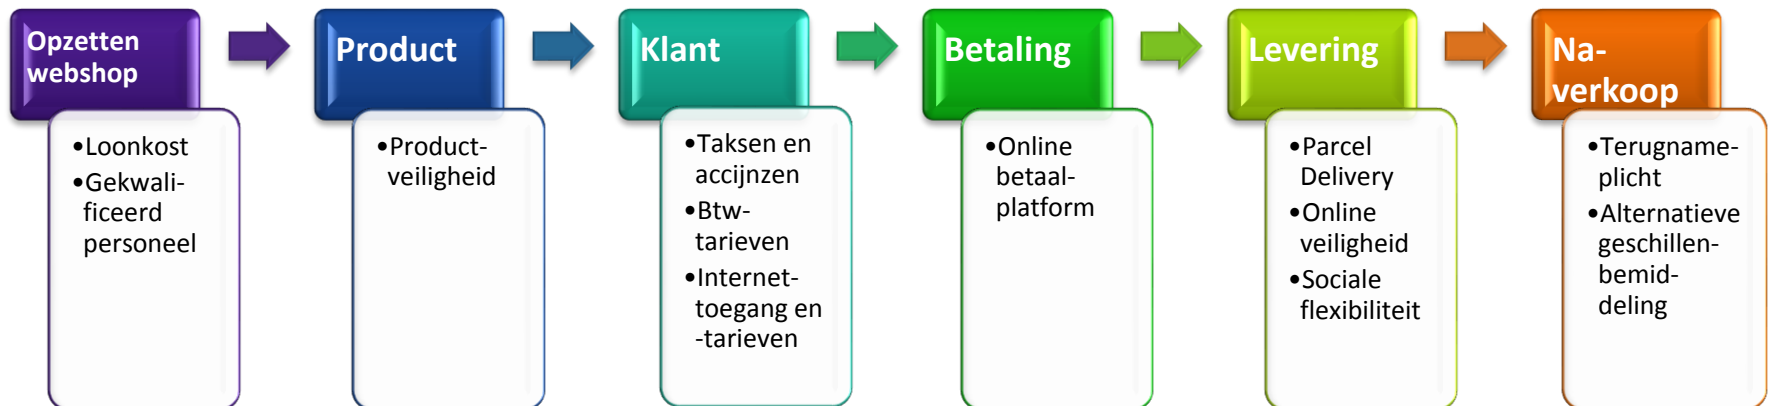 Opzetten
webshop
•Loonkost
•Gekwali-
ficeerd
personeel
Product
•Product-
veiligheid
Klant
•Taksen en
accijnzen
•Btw-
tarieven
•Internet-
toegang en
-tarieven
Betaling
•Online
betaal-
platform
Levering
•Parcel
Delivery
•Online
veiligheid
•Sociale
flexibiliteit
Na-
verkoop
•Terugname-
plicht
•Alternatieve
geschillen-
bemid-
deling